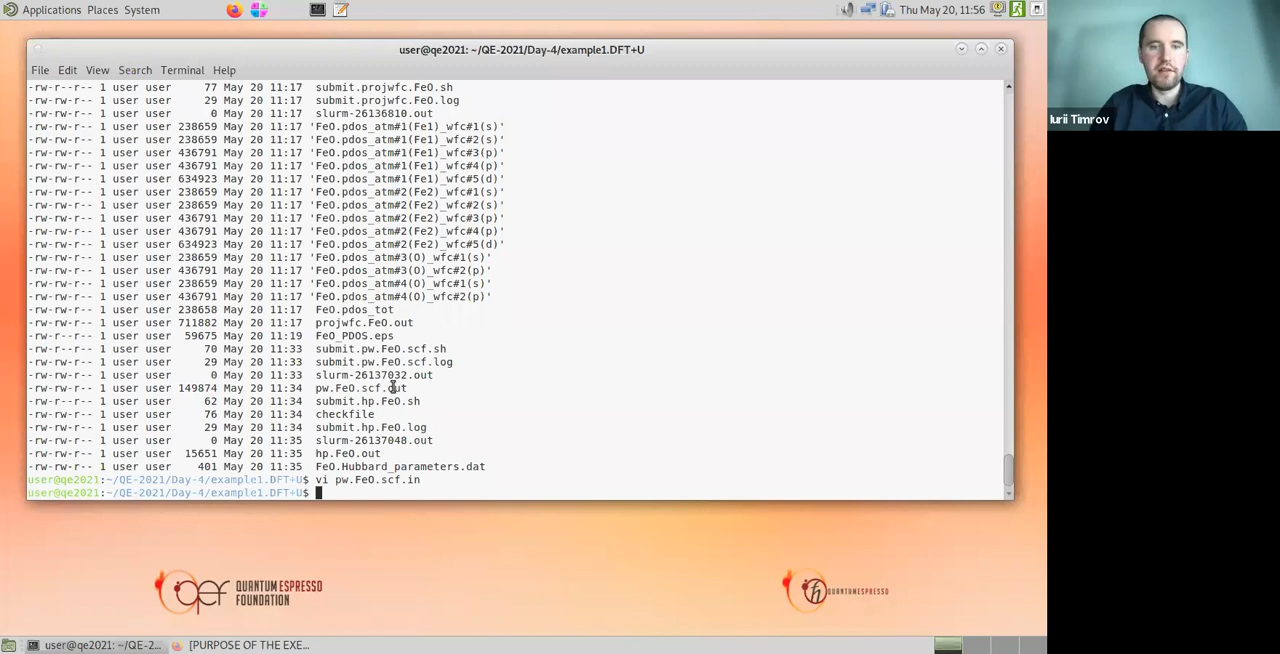 Applications Places System
Thu May 20, 11:56
user@qe2021: ~/QE-2021/Day-4/example1.DFT+U
File Edit View Search Terminal Help
-rw-r--r-- 1 user user 77 May 20 11:17 submit.projwfc.FeO.sh
-rw-rw-r-- 1 user user 29 May 20 11:17 submit.projwfc.FeO.log
-rw-rw-r-- 1 user user 0 May 20 11:17 slurm-26136810.out
-rw-rw-r-- 1 user user 238659 May 20 11:17 'FeO.pdos_atm#1(Fe1)_wfc#1(s)'
-rw-rw-r-- 1 user user 238659 May 20 11:17 'FeO.pdos_atm#1(Fe1)_wfc#2(s)'
-rw-rw-r-- 1 user user 436791 May 20 11:17 'FeO.pdos_atm#1(Fe1)_wfc#3(p)'
-rw-rw-r-- 1 user user 436791 May 20 11:17 'FeO.pdos_atm#1(Fe1)_wfc#4(p)'
-rw-rw-r-- 1 user user 634923 May 20 11:17 'FeO.pdos_atm#1(Fe1)_wfc#5(d)'
-rw-rw-r-- 1 user user 238659 May 20 11:17 'FeO.pdos_atm#2(Fe2)_wfc#1(s)'
-rw-rw-r-- 1 user user 238659 May 20 11:17 'FeO.pdos_atm#2(Fe2)_wfc#2(s)'
-rw-rw-r-- 1 user user 436791 May 20 11:17 'FeO.pdos_atm#2(Fe2)_wfc#3(p)'
-rw-rw-r-- 1 user user 436791 May 20 11:17 'FeO.pdos_atm#2(Fe2)_wfc#4(p)'
-rw-rw-r-- 1 user user 634923 May 20 11:17 'FeO.pdos_atm#2(Fe2)_wfc#5(d)'
-rw-rw-r-- 1 user user 238659 May 20 11:17 'FeO.pdos_atm#3(O)_wfc#1(s)'
-rw-rw-r-- 1 user user 436791 May 20 11:17 'FeO.pdos_atm#3(O)_wfc#2(p)'
-rw-rw-r-- 1 user user 238659 May 20 11:17 'FeO.pdos_atm#4(O)_wfc#1(s)'
-rw-rw-r-- 1 user user 436791 May 20 11:17 'FeO.pdos_atm#4(O)_wfc#2(p)'
-rw-rw-r-- 1 user user 238658 May 20 11:17 FeO.pdos_tot
-rw-rw-r-- 1 user user 711882 May 20 11:17 projwfc.FeO.out
-rw-rw-r-- 1 user user 59675 May 20 11:19 FeO_PDOS.eps
-rw-r--r-- 1 user user 70 May 20 11:33 submit.pw.FeO.scf.sh
-rw-rw-r-- 1 user user 29 May 20 11:33 submit.pw.FeO.scf.log
-rw-rw-r-- 1 user user 0 May 20 11:33 slurm-26137032.out
-rw-rw-r-- 1 user user 149874 May 20 11:34 pw.FeO.scf.out
-rw-r--r-- 1 user user 62 May 20 11:34 submit.hp.FeO.sh
-rw-rw-r-- 1 user user 76 May 20 11:34 checkfile
-rw-rw-r-- 1 user user 29 May 20 11:34 submit.hp.FeO.log
-rw-rw-r-- 1 user user 0 May 20 11:35 slurm-26137048.out
-rw-rw-r-- 1 user user 15651 May 20 11:35 hp.FeO.out
-rw-rw-r-- 1 user user 401 May 20 11:35 FeO.Hubbard_parameters.dat
user@qe2021:~/QE-2021/Day-4/example1.DFT+U$ vi pw.FeO.scf.in
user@qe2021:~/QE-2021/Day-4/example1.DFT+U$
Iurii Timrov
QUANTUM ESPRESSO
FOUNDATION
QUANTUMESPRESSO
user@qe2021: ~/QE-2...
[PURPOSE OF THE EXE...